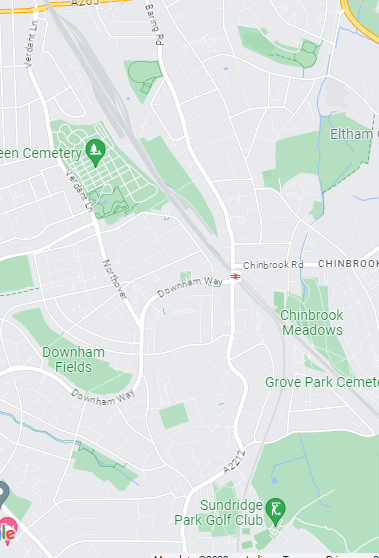 A205
Baring Rd
Verdant Ln
een Cemetery
Eltham C
Verdant Ln
Chinbrook Rd
CHINBROOK
Northover
Downham Way
Chinbrook
Meadows
Downham
Fields
Grove Park Cemete
Downham Way
A2212
Sundridge
Park Golf Club
le